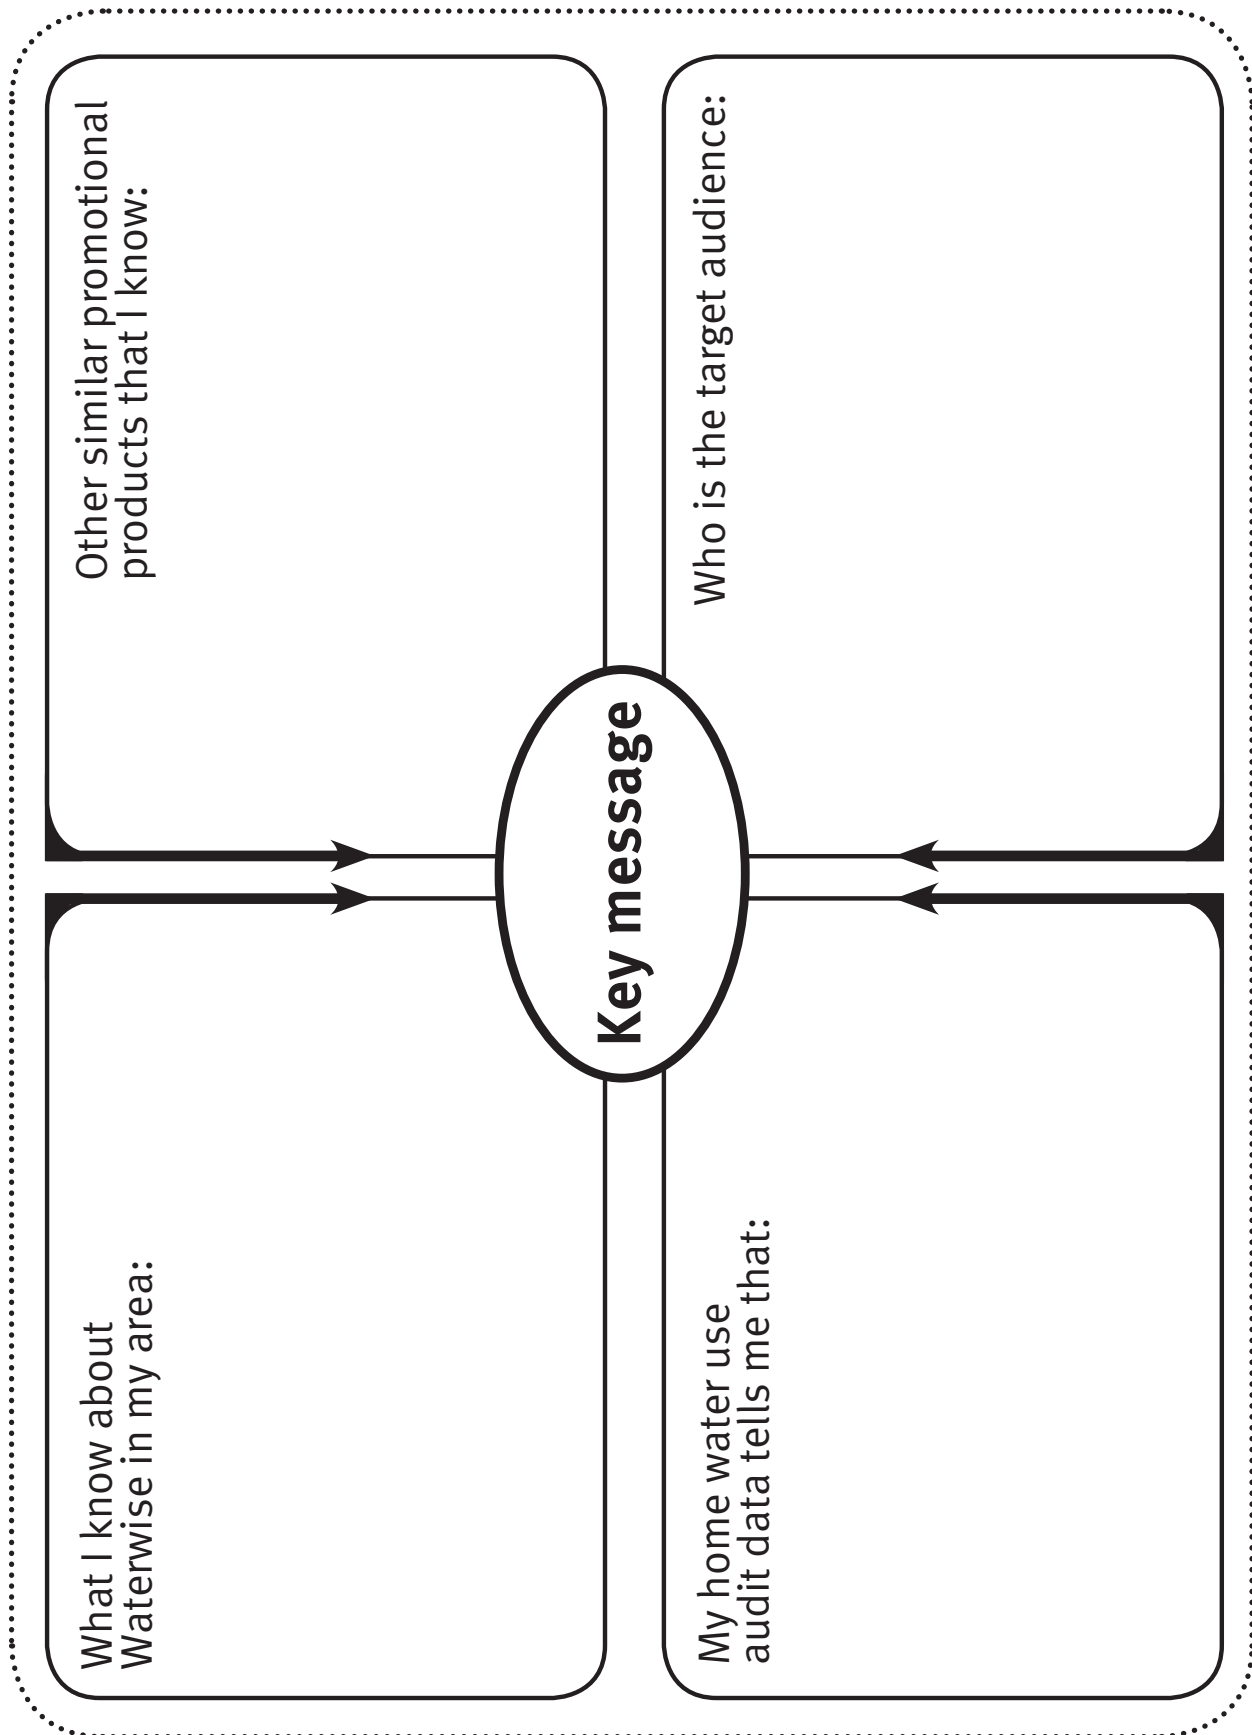 What I know about
Waterwise in my area:
Other similar promotional
products that I know:
Key message
My home water use
audit data tells me that:
Who is the target audience: